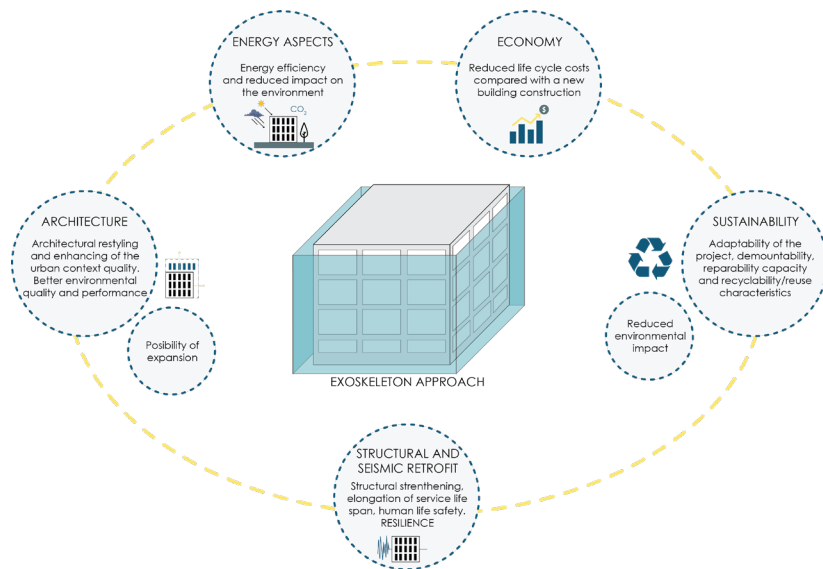 ENERGY ASPECTS
Energy efficiency
and reduced impact on
the environment
CO2
ECONOMY
Reduced life cycle costs
compared with a new
building construction
$
ARCHITECTURE
Architectural restyling
and enhancing of the
urban context quality.
Better environmental
quality and performance
Posibility of
expansion
SUSTAINABILITY
Adaptability of the
project, demountability,
reparability capacity
and recyclability/reuse
characteristics
Reduced
environmental
impact
EXOSKELETON APPROACH
STRUCTURAL AND
SEISMIC RETROFIT
Structural strenthening,
elongation of service life
span, human life safety.
RESILIENCE